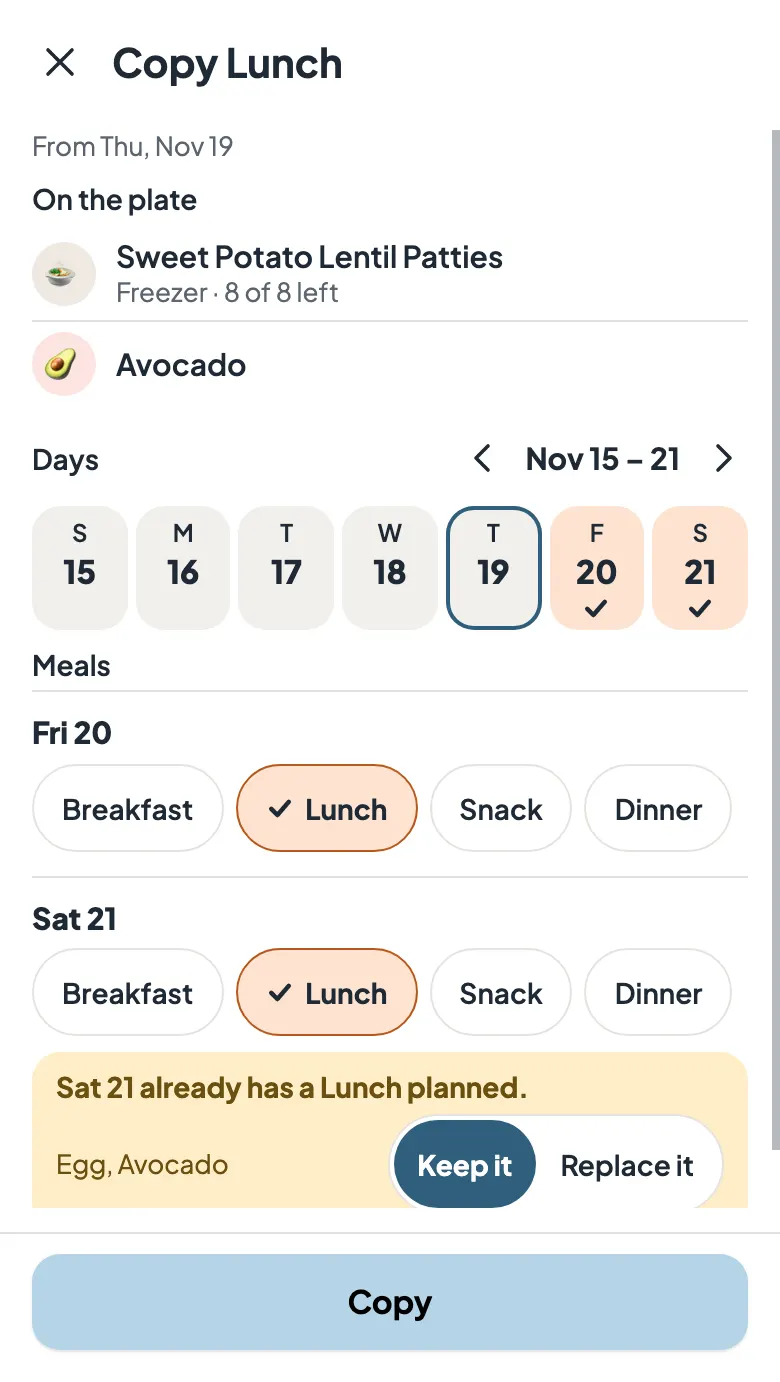 Copy Lunch
From Thu, Nov 19
On the plate
Sweet Potato Lentil Patties
Freezer · 8 of 8 left
Avocado
Days
Nov 15 – 21
S M T W T F S
15 16 17 18 19 20 21
Meals
Fri 20
Breakfast Lunch Snack Dinner
Sat 21
Breakfast Lunch Snack Dinner
Sat 21 already has a Lunch planned.
Egg, Avocado Keep it Replace it
Copy